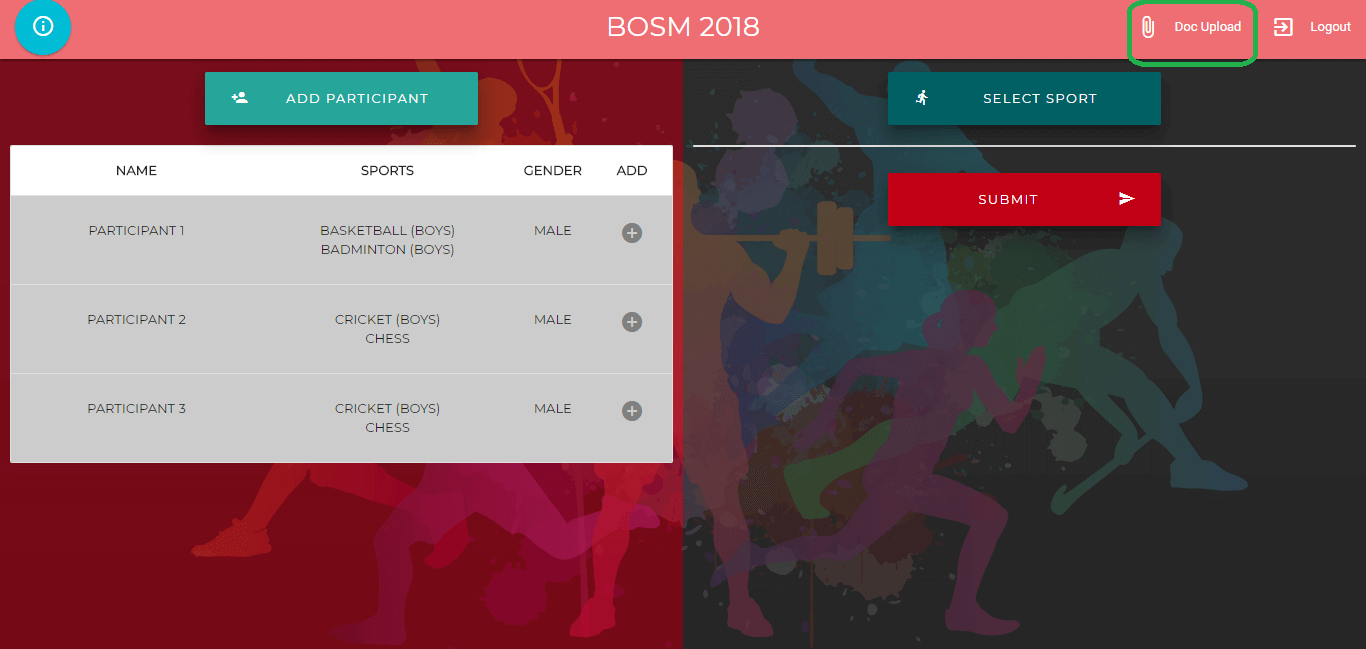 BOSM 2018
Doc Upload
Logout
ADD PARTICIPANT
NAME SPORTS GENDER ADD
PARTICIPANT 1 BASKETBALL (BOYS) MALE
BADMINTON (BOYS)
PARTICIPANT 2 CRICKET (BOYS) MALE
CHESS
PARTICIPANT 3 CRICKET (BOYS) MALE
CHESS
SELECT SPORT
SUBMIT